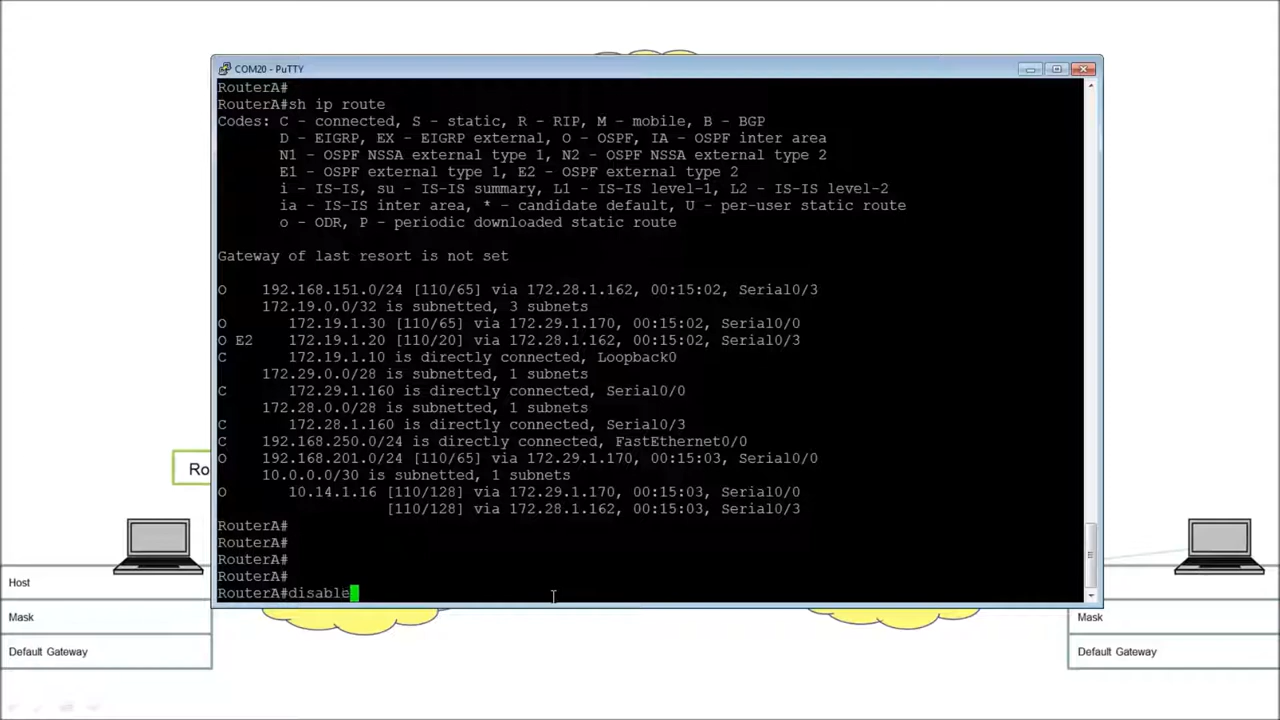 COM20 - PuTTY
RouterA#
RouterA#sh ip route
Codes: C - connected, S - static, R - RIP, M - mobile, B - BGP
       D - EIGRP, EX - EIGRP external, O - OSPF, IA - OSPF inter area
       N1 - OSPF NSSA external type 1, N2 - OSPF NSSA external type 2
       E1 - OSPF external type 1, E2 - OSPF external type 2
       i - IS-IS, su - IS-IS summary, L1 - IS-IS level-1, L2 - IS-IS level-2
       ia - IS-IS inter area, * - candidate default, U - per-user static route
       o - ODR, P - periodic downloaded static route
Gateway of last resort is not set
O    192.168.151.0/24 [110/65] via 172.28.1.162, 00:15:02, Serial0/3
     172.19.0.0/32 is subnetted, 3 subnets
O       172.19.1.30 [110/65] via 172.29.1.170, 00:15:02, Serial0/0
O E2    172.19.1.20 [110/20] via 172.28.1.162, 00:15:02, Serial0/3
C       172.19.1.10 is directly connected, Loopback0
     172.29.0.0/28 is subnetted, 1 subnets
C       172.29.1.160 is directly connected, Serial0/0
     172.28.0.0/28 is subnetted, 1 subnets
C       172.28.1.160 is directly connected, Serial0/3
C    192.168.250.0/24 is directly connected, FastEthernet0/0
O    192.168.201.0/24 [110/65] via 172.29.1.170, 00:15:03, Serial0/0
     10.0.0.0/30 is subnetted, 1 subnets
O       10.14.1.16 [110/128] via 172.29.1.170, 00:15:03, Serial0/0
                   [110/128] via 172.28.1.162, 00:15:03, Serial0/3
RouterA#
RouterA#
RouterA#
RouterA#
RouterA#disable
Ro
Host
Mask
Default Gateway
Mask
Default Gateway